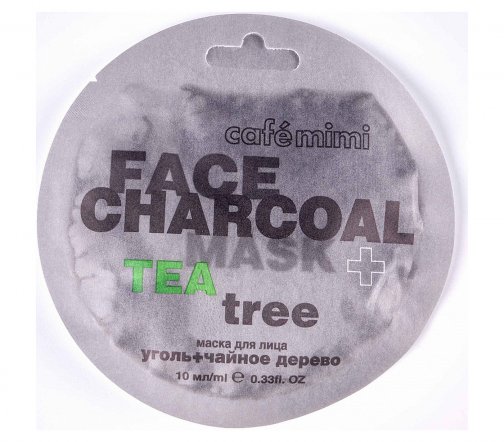 café mimi
FACE
CHARCOAL
MASK +
TEA
tree
маска для лица
уголь+чайное дерево
10 мл/ml ℮ 0.33fl. OZ